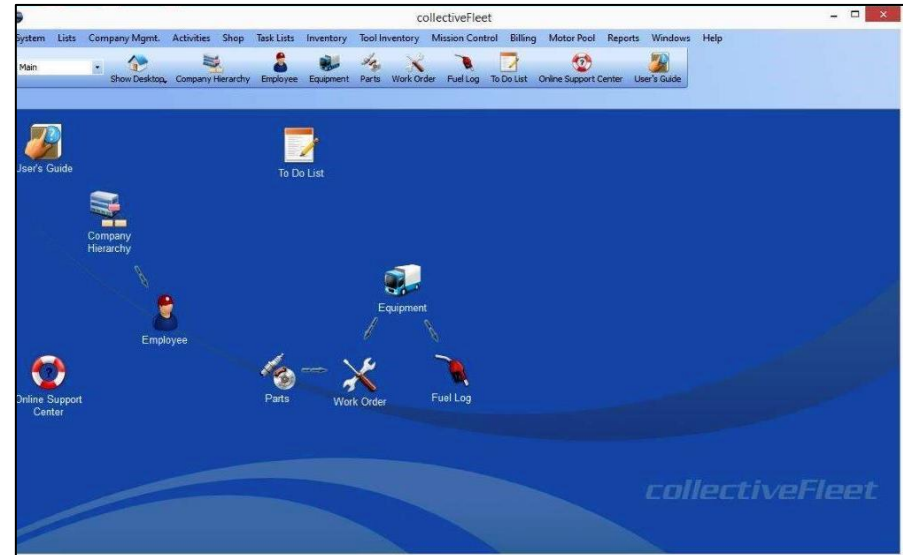 collectiveFleet
System Lists Company Mgmt. Activities Shop Task Lists Inventory Tool Inventory Mission Control Billing Motor Pool Reports Windows Help
Main
Show Desktop Company Hierarchy Employee Equipment Parts Work Order Fuel Log To Do List Online Support Center User's Guide
User's Guide
To Do List
Company
Hierarchy
Equipment
Employee
Parts
Work Order
Fuel Log
Online Support
Center
collectiveFleet